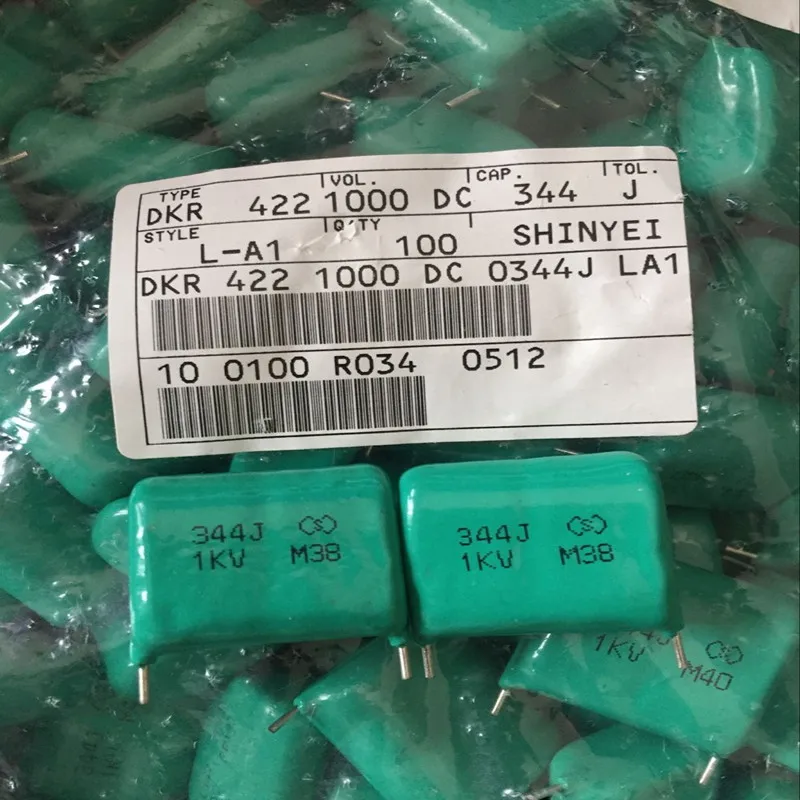 TYPE VOL. CAP. TOL.
DKR 422 1000 DC 344 J
STYLE Q'TY
L-A1 100 SHINYEI
DKR 422 1000 DC 0344J LA1
10 0100 R034 0512
344J
1KV M38
344J
1KV M38
1KV M40
344J